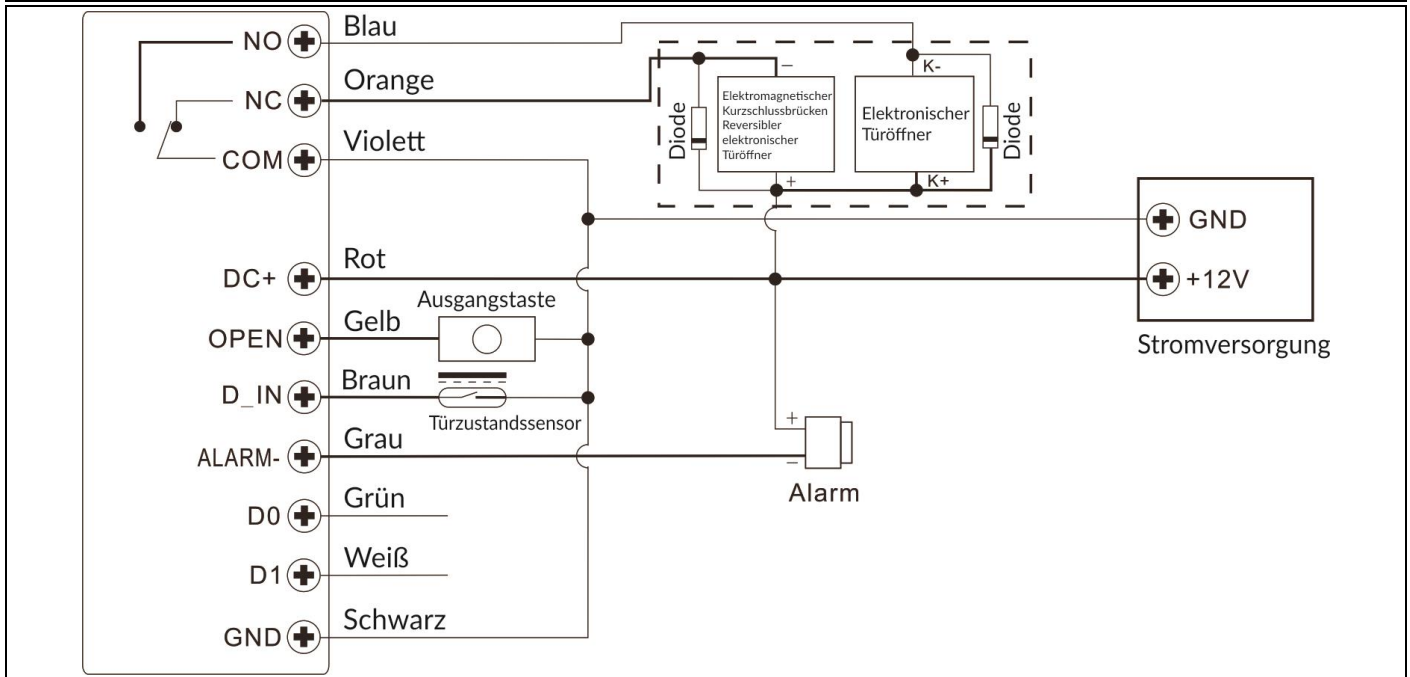 NO
Blau
NC
Orange
COM
Violett
DC+
Rot
OPEN
Gelb
Ausgangstaste
D_IN
Braun
Türzustandssensor
ALARM-
Grau
D0
Grün
D1
Weiß
GND
Schwarz
Diode
−
Elektromagnetischer
Kurzschlussbrücken
Reversibler
elektronischer
Türöffner
+
K-
Elektronischer
Türöffner
K+
Diode
GND
+12V
Stromversorgung
+
−
Alarm